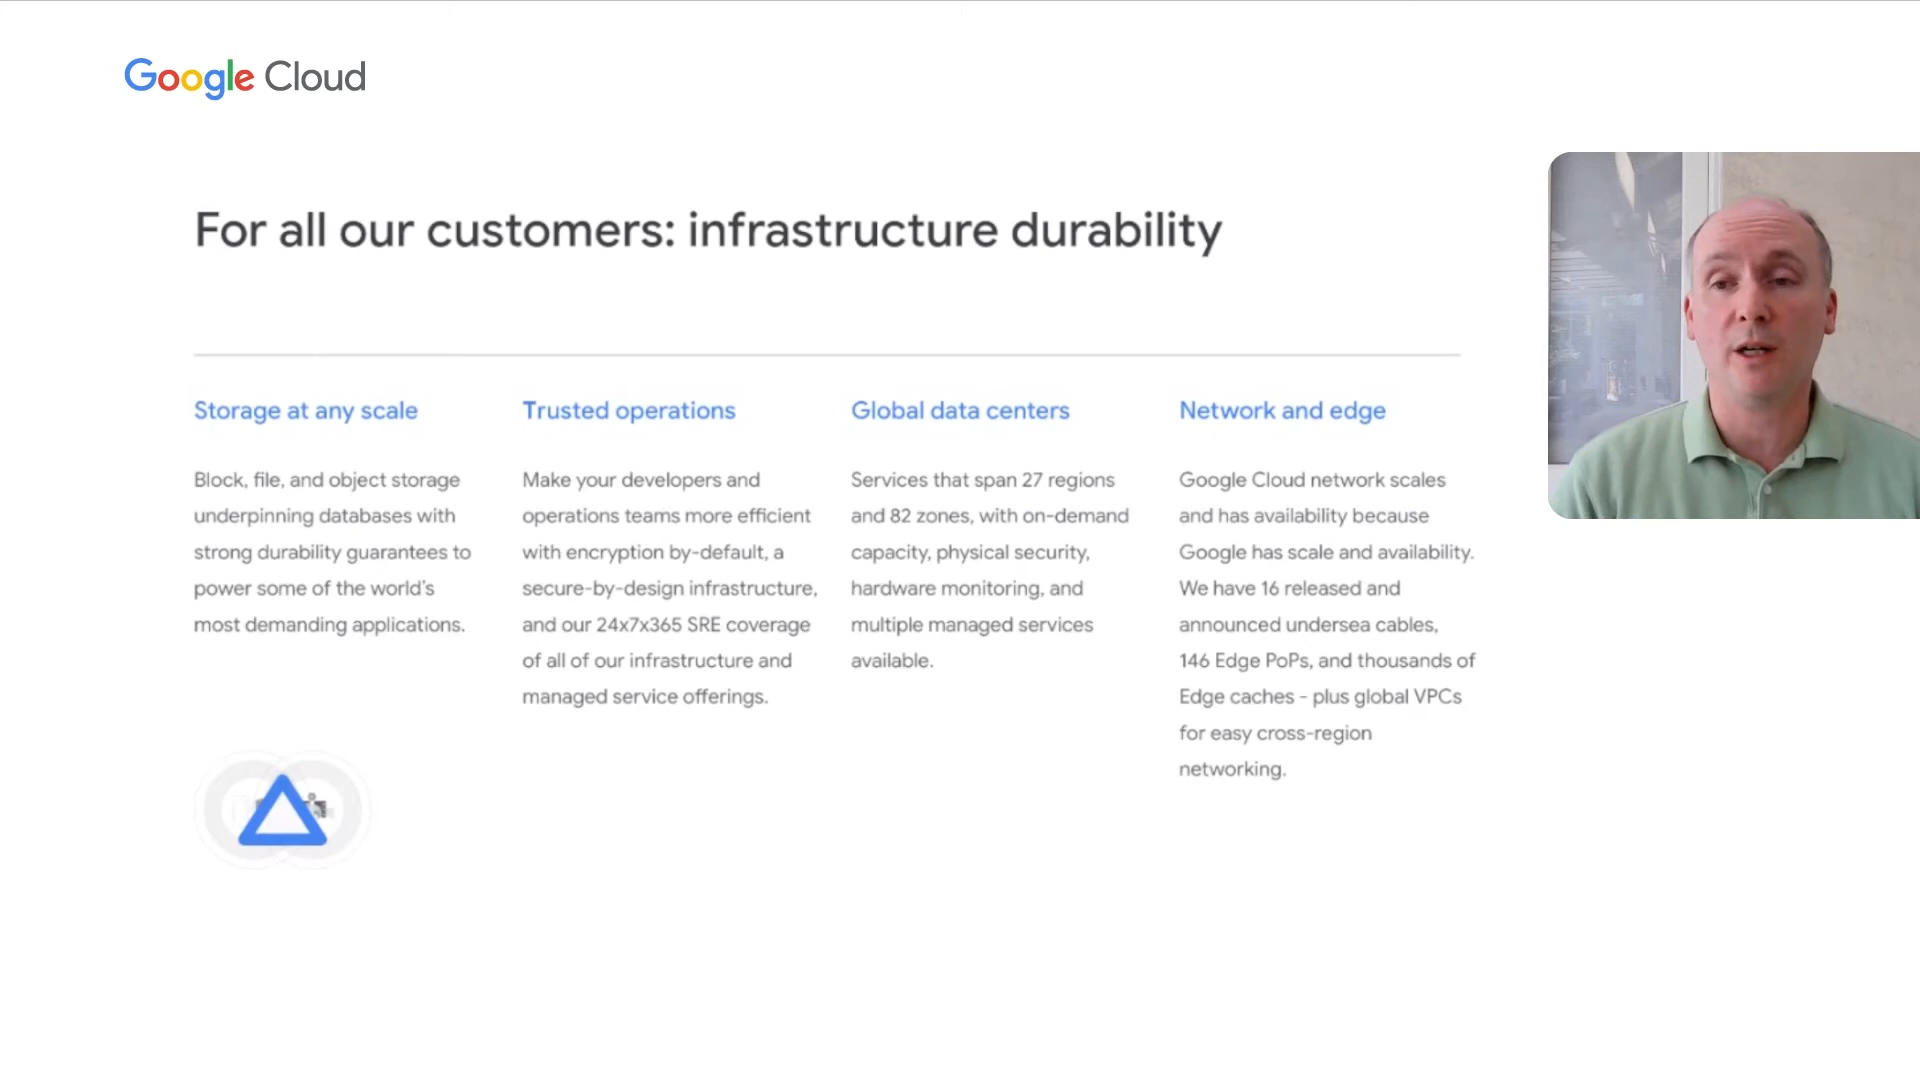 Google Cloud
For all our customers: infrastructure durability
Storage at any scale
Block, file, and object storage
underpinning databases with
strong durability guarantees to
power some of the world's
most demanding applications.
Trusted operations
Make your developers and
operations teams more efficient
with encryption by-default, a
secure-by-design infrastructure,
and our 24x7x365 SRE coverage
of all of our infrastructure and
managed service offerings.
Global data centers
Services that span 27 regions
and 82 zones, with on-demand
capacity, physical security,
hardware monitoring, and
multiple managed services
available.
Network and edge
Google Cloud network scales
and has availability because
Google has scale and availability.
We have 16 released and
announced undersea cables,
146 Edge PoPs, and thousands of
Edge caches - plus global VPCs
for easy cross-region
networking.